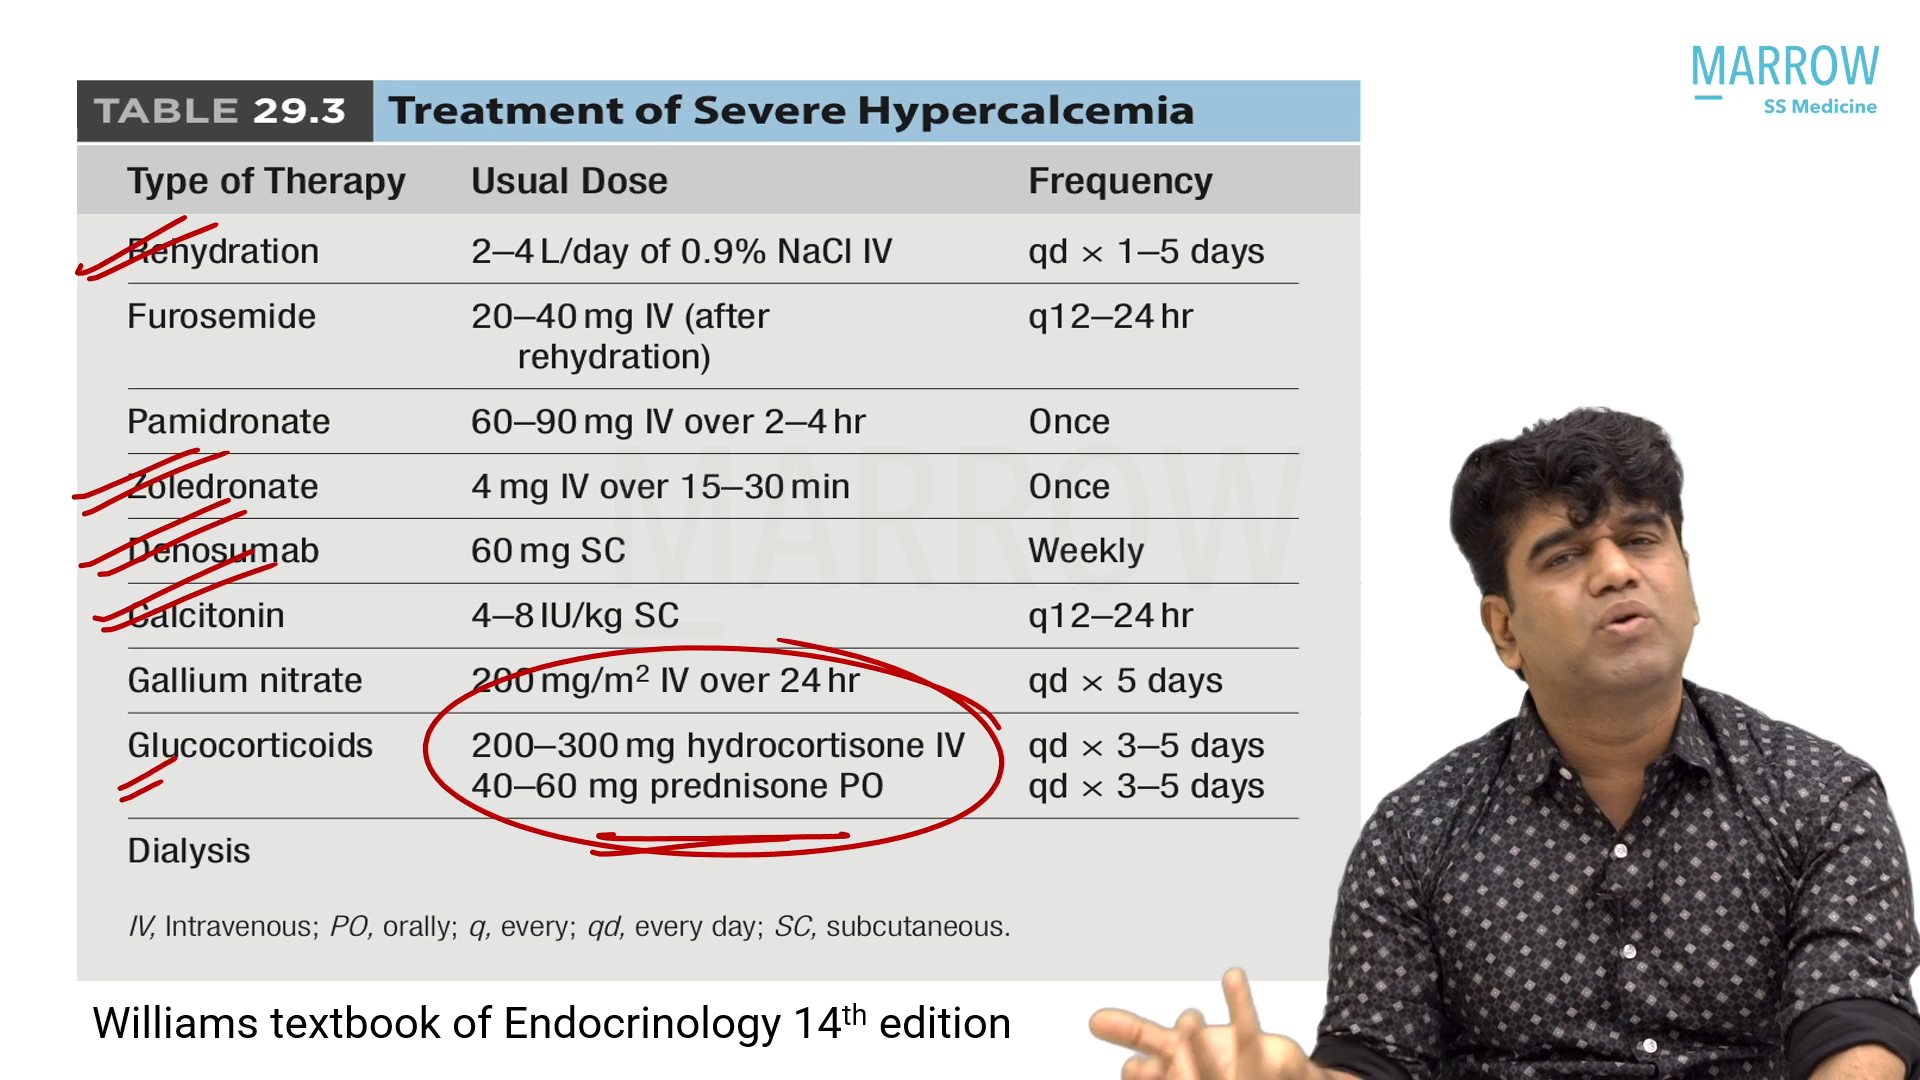 MARROW
SS Medicine
TABLE 29.3 Treatment of Severe Hypercalcemia
Type of Therapy Usual Dose Frequency
Rehydration 2–4 L/day of 0.9% NaCl IV qd × 1–5 days
Furosemide 20–40 mg IV (after q12–24 hr
rehydration)
Pamidronate 60–90 mg IV over 2–4 hr Once
Zoledronate 4 mg IV over 15–30 min Once
Denosumab 60 mg SC Weekly
Calcitonin 4–8 IU/kg SC q12–24 hr
Gallium nitrate 200 mg/m² IV over 24 hr qd × 5 days
Glucocorticoids 200–300 mg hydrocortisone IV qd × 3–5 days
40–60 mg prednisone PO qd × 3–5 days
Dialysis
IV, Intravenous; PO, orally; q, every; qd, every day; SC, subcutaneous.
Williams textbook of Endocrinology 14th edition
MARROW